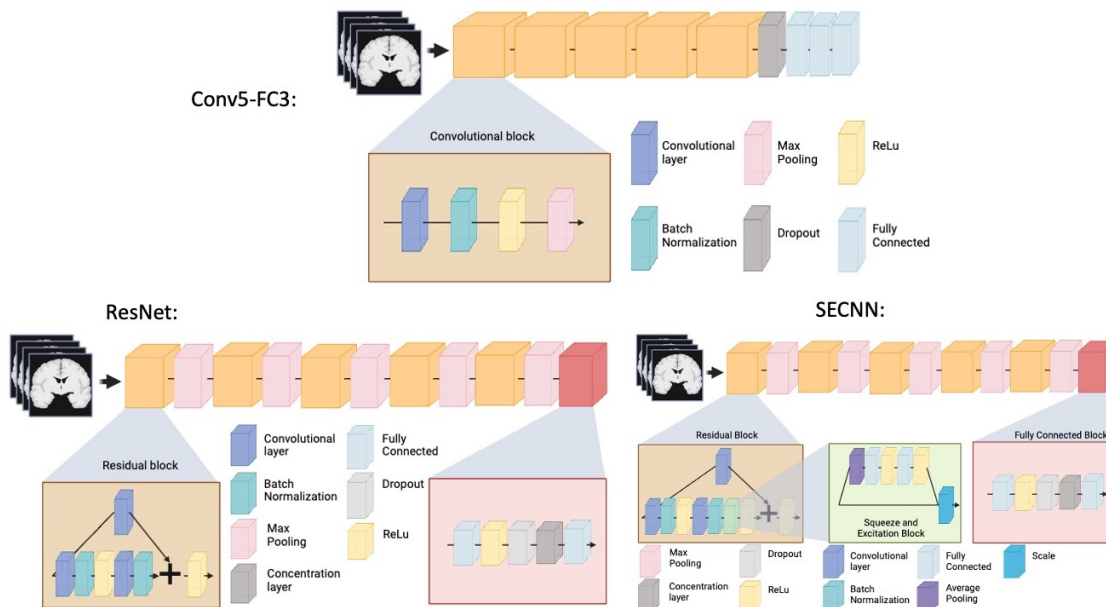 Conv5-FC3:
Convolutional block
Convolutional
layer
Max
Pooling
ReLu
Batch
Normalization
Dropout
Fully
Connected
ResNet:
Residual block
Convolutional
layer
Fully
Connected
Batch
Normalization
Dropout
Max
Pooling
ReLu
Concentration
layer
SECNN:
Residual Block
Squeeze and
Excitation Block
Fully Connected Block
Max
Pooling
Dropout
Convolutional
layer
Fully
Connected
Scale
Concentration
layer
ReLu
Batch
Normalization
Average
Pooling